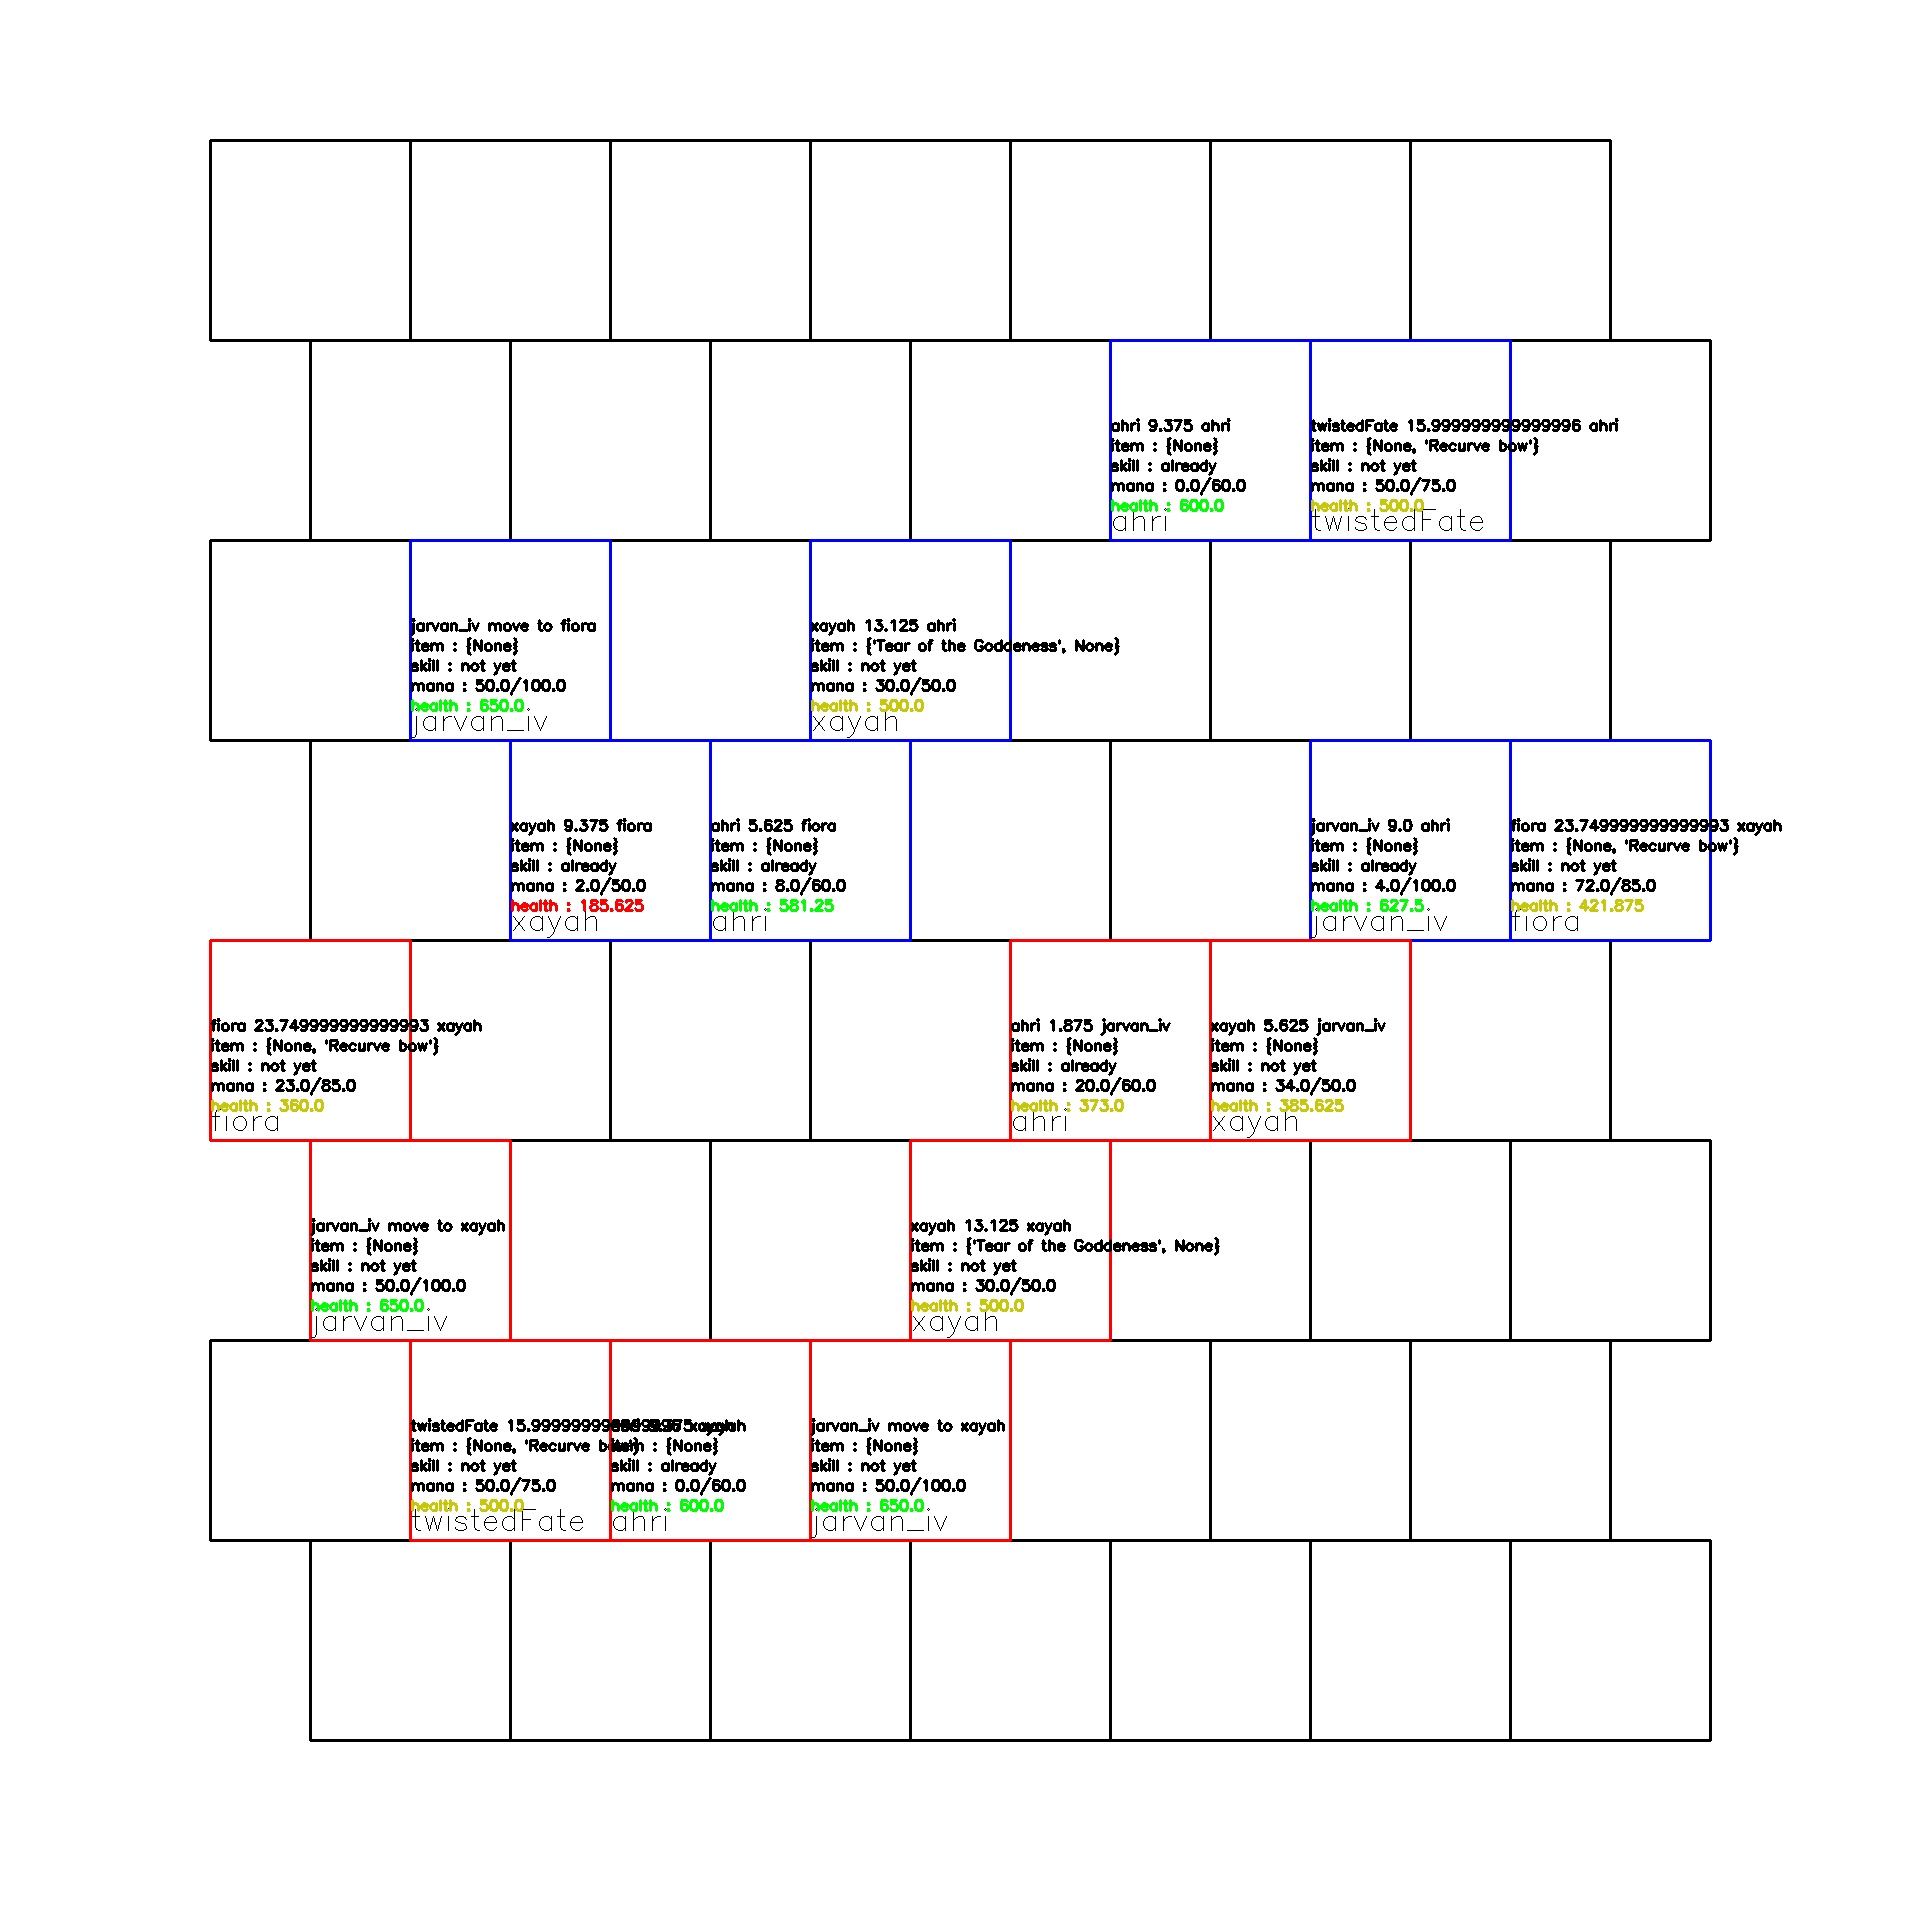 ahri 9.375 ahri
item : {None}
skill : already
mana : 0.0/60.0
health : 600.0
ahri
twistedFate 15.999999999999996 ahri
item : {None, 'Recurve bow'}
skill : not yet
mana : 50.0/75.0
health : 500.0
twistedFate
jarvan_iv move to fiora
item : {None}
skill : not yet
mana : 50.0/100.0
health : 650.0
jarvan_iv
xayah 13.125 ahri
item : {'Tear of the Goddeness', None}
skill : not yet
mana : 30.0/50.0
health : 500.0
xayah
xayah 9.375 fiora
item : {None}
skill : already
mana : 2.0/50.0
health : 185.625
xayah
ahri 5.625 fiora
item : {None}
skill : already
mana : 8.0/60.0
health : 581.25
ahri
jarvan_iv 9.0 ahri
item : {None}
skill : already
mana : 4.0/100.0
health : 627.5
jarvan_iv
fiora 23.749999999999993 xayah
item : {None, 'Recurve bow'}
skill : not yet
mana : 72.0/85.0
health : 421.875
fiora
fiora 23.749999999999993 xayah
item : {None, 'Recurve bow'}
skill : not yet
mana : 23.0/85.0
health : 360.0
fiora
ahri 1.875 jarvan_iv
item : {None}
skill : already
mana : 20.0/60.0
health : 373.0
ahri
xayah 5.625 jarvan_iv
item : {None}
skill : not yet
mana : 34.0/50.0
health : 385.625
xayah
jarvan_iv move to xayah
item : {None}
skill : not yet
mana : 50.0/100.0
health : 650.0
jarvan_iv
xayah 13.125 xayah
item : {'Tear of the Goddeness', None}
skill : not yet
mana : 30.0/50.0
health : 500.0
xayah
twistedFate
item : {None, 'Recurve bow'}
skill : not yet
mana : 50.0/75.0
health : 500.0
twistedFate
xayah
item : {None}
skill : already
mana : 0.0/60.0
health : 600.0
ahri
jarvan_iv move to xayah
item : {None}
skill : not yet
mana : 50.0/100.0
health : 650.0
jarvan_iv